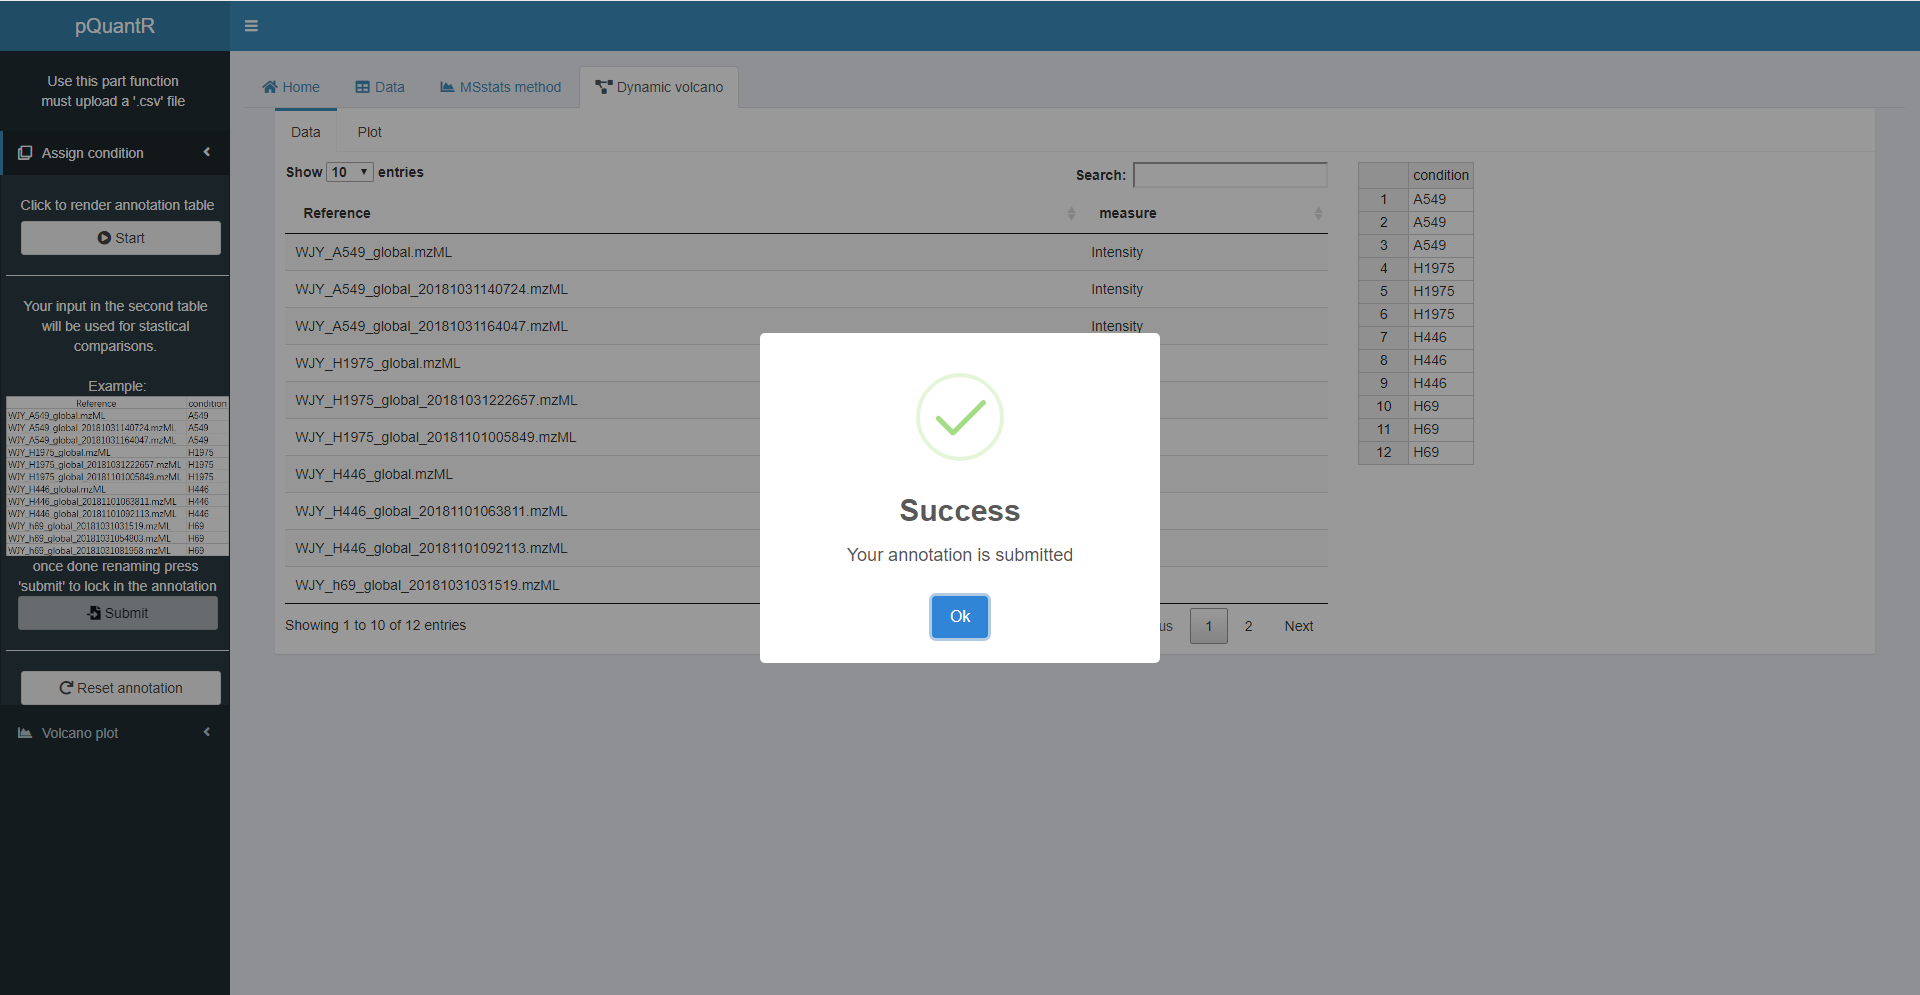 pQuantR
Use this part function
must upload a '.csv' file
Assign condition
Click to render annotation table
Start
Your input in the second table
will be used for stastical
comparisons.
Example:
Reference condition
WJY_A549_global.mzML A549
WJY_A549_global_20181031140724.mzML A549
WJY_A549_global_20181031164047.mzML A549
WJY_H1975_global.mzML H1975
WJY_H1975_global_20181031222657.mzML H1975
WJY_H1975_global_20181101005849.mzML H1975
WJY_H446_global.mzML H446
WJY_H446_global_20181101063811.mzML H446
WJY_H446_global_20181101092113.mzML H446
WJY_h69_global_20181031031519.mzML H69
WJY_h69_global_20181031054803.mzML H69
WJY_h69_global_20181031081958.mzML H69
once done renaming press
'submit' to lock in the annotation
Submit
Reset annotation
Volcano plot
Home Data MSstats method Dynamic volcano
Data Plot
Show 10 entries
Search:
Reference measure
WJY_A549_global.mzML Intensity
WJY_A549_global_20181031140724.mzML Intensity
WJY_A549_global_20181031164047.mzML Intensity
WJY_H1975_global.mzML
WJY_H1975_global_20181031222657.mzML
WJY_H1975_global_20181101005849.mzML
WJY_H446_global.mzML
WJY_H446_global_20181101063811.mzML
WJY_H446_global_20181101092113.mzML
WJY_h69_global_20181031031519.mzML
Showing 1 to 10 of 12 entries
us 1 2 Next
condition
1 A549
2 A549
3 A549
4 H1975
5 H1975
6 H1975
7 H446
8 H446
9 H446
10 H69
11 H69
12 H69
Success
Your annotation is submitted
Ok